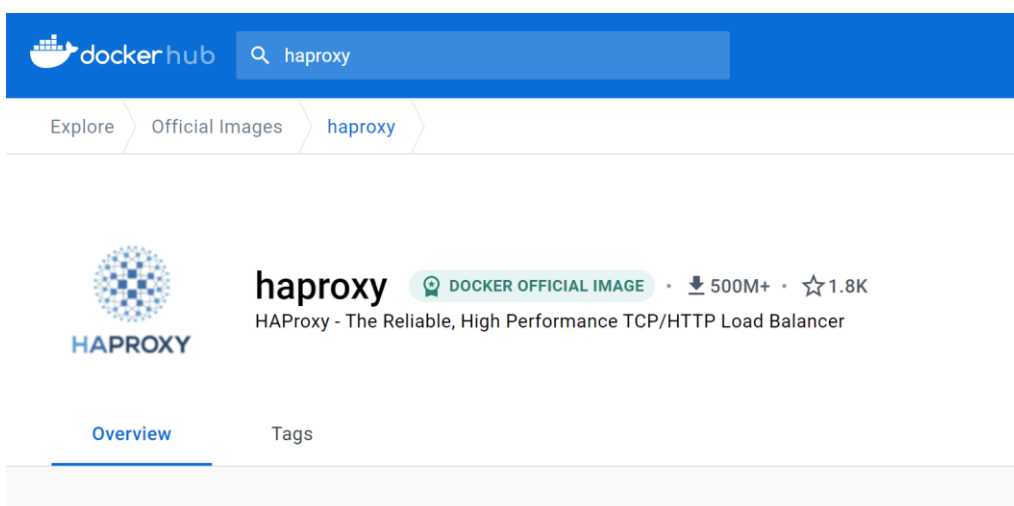 dockerhub haproxy
Explore Official Images haproxy
haproxy DOCKER OFFICIAL IMAGE · 500M+ · 1.8K
HAProxy - The Reliable, High Performance TCP/HTTP Load Balancer
HAPROXY
Overview Tags